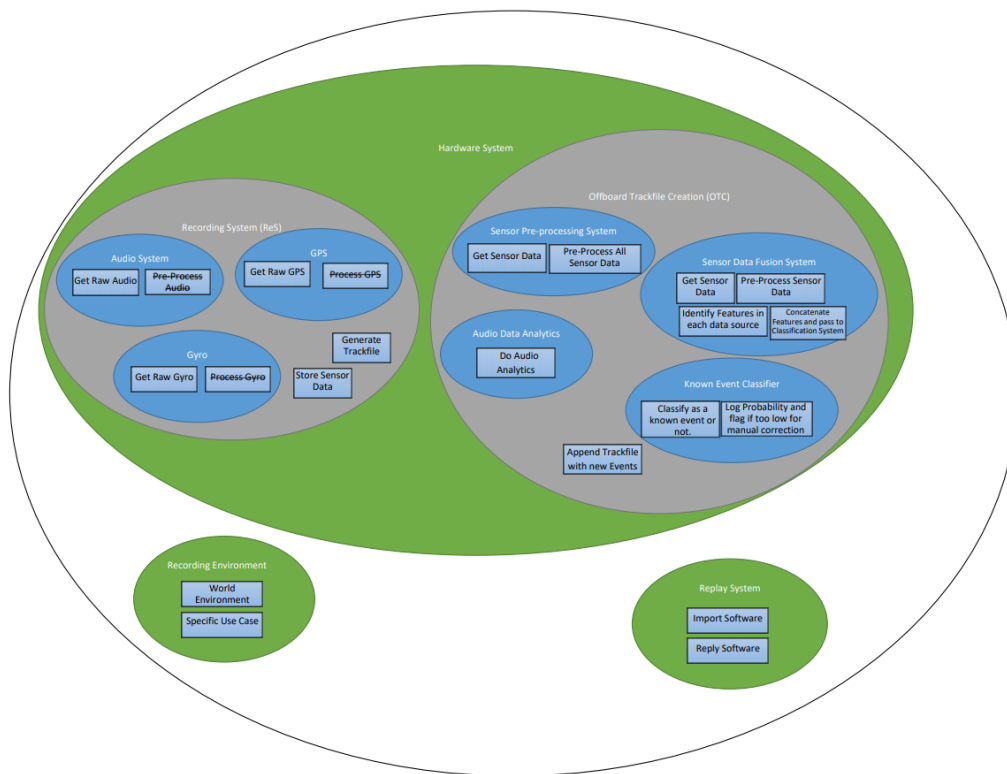 Hardware System
Recording System (ReS)
Audio System
Get Raw Audio
Pre-Process
Audio
GPS
Get Raw GPS
Process GPS
Gyro
Get Raw Gyro
Process Gyro
Generate
Trackfile
Store Sensor
Data
Offboard Trackfile Creation (OTC)
Sensor Pre-processing System
Get Sensor Data
Pre-Process All
Sensor Data
Sensor Data Fusion System
Get Sensor
Data
Pre-Process Sensor
Data
Identify Features in
each data source
Concatenate
Features and pass to
Classification System
Audio Data Analytics
Do Audio
Analytics
Known Event Classifier
Classify as a
known event or
not.
Log Probability and
flag if too low for
manual correction
Append Trackfile
with new Events
Recording Environment
World
Environment
Specific Use Case
Replay System
Import Software
Reply Software